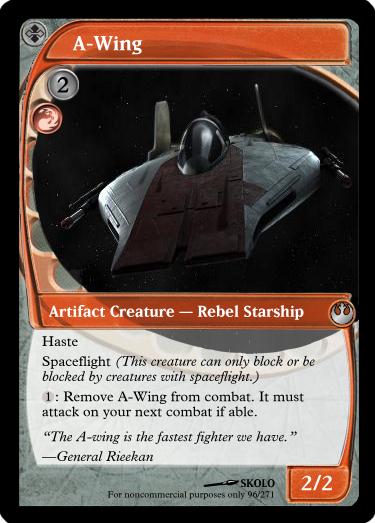 A-Wing
2
Artifact Creature — Rebel Starship
Haste
Spaceflight (This creature can only block or be
blocked by creatures with spaceflight.)
1: Remove A-Wing from combat. It must
attack on your next combat if able.
"The A-wing is the fastest fighter we have."
—General Rieekan
SKOLO
For noncommercial purposes only 96/271
2/2